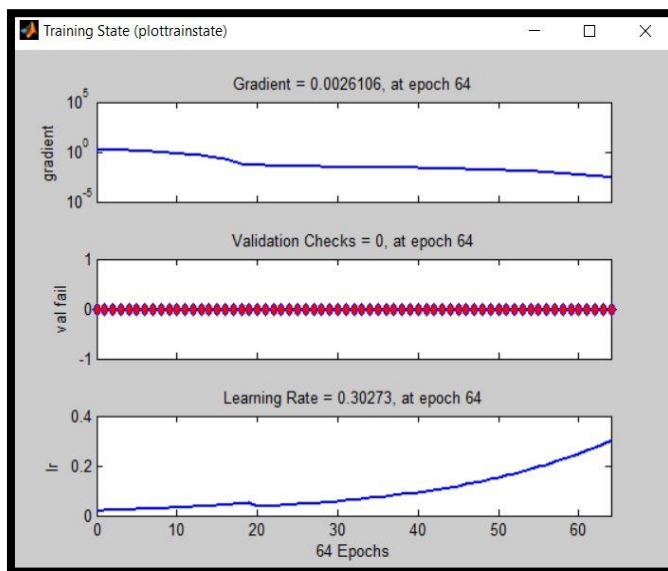 Training State (plottrainstate)
Gradient = 0.0026106, at epoch 64
10^5
gradient
10^0
10^-5
Validation Checks = 0, at epoch 64
1
val fail
0
-1
Learning Rate = 0.30273, at epoch 64
0.4
lr
0.2
0
0 10 20 30 40 50 60
64 Epochs